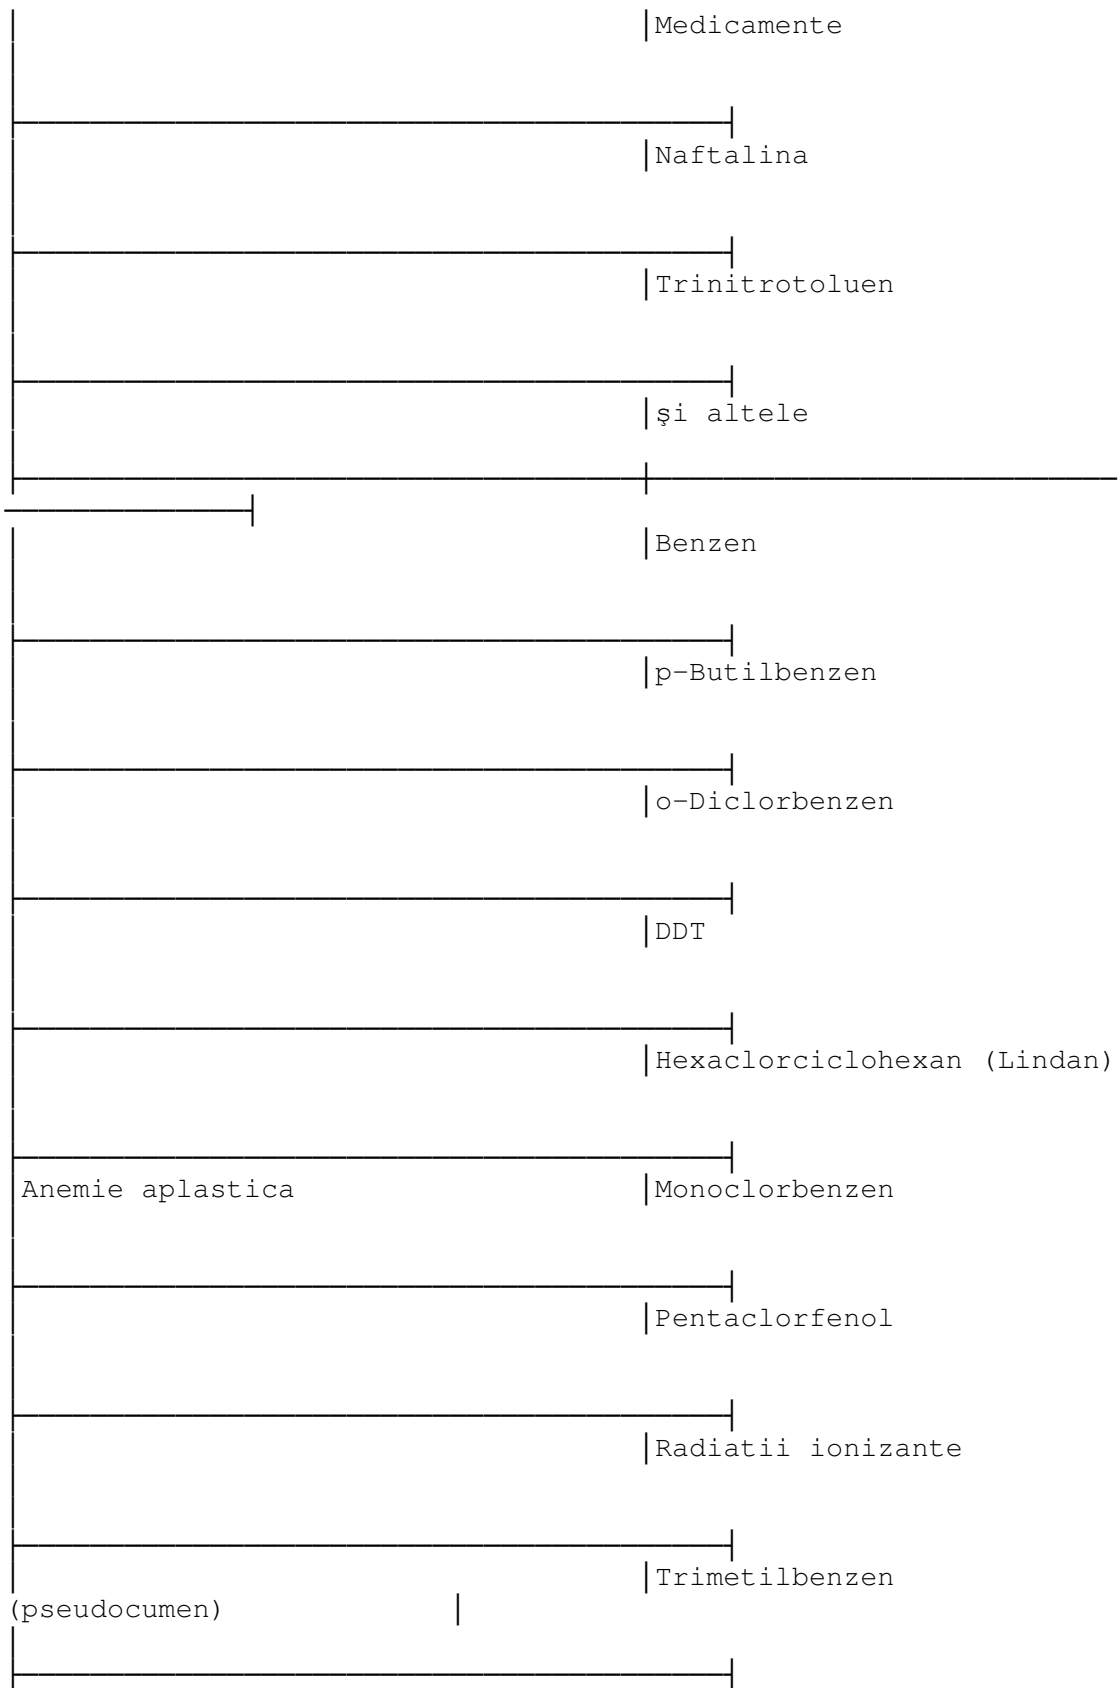 Medicamente
Naftalina
Trinitrotoluen
şi altele
Benzen
p-Butilbenzen
o-Diclorbenzen
DDT
Hexaclorciclohexan (Lindan)
Anemie aplastica Monoclorbenzen
Pentaclorfenol
Radiatii ionizante
Trimetilbenzen
(pseudocumen)